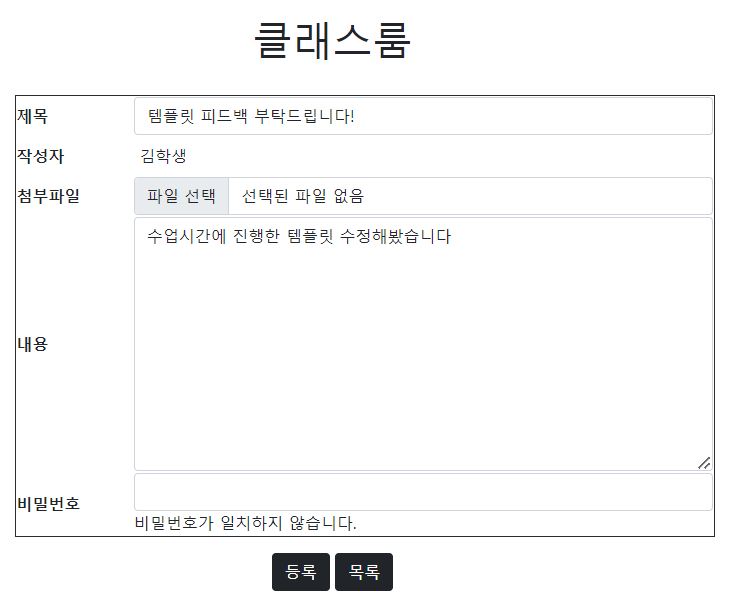 클래스룸
제목 템플릿 피드백 부탁드립니다!
작성자 김학생
첨부파일 파일 선택 선택된 파일 없음
수업시간에 진행한 템플릿 수정해봤습니다
내용
비밀번호
비밀번호가 일치하지 않습니다.
등록 목록